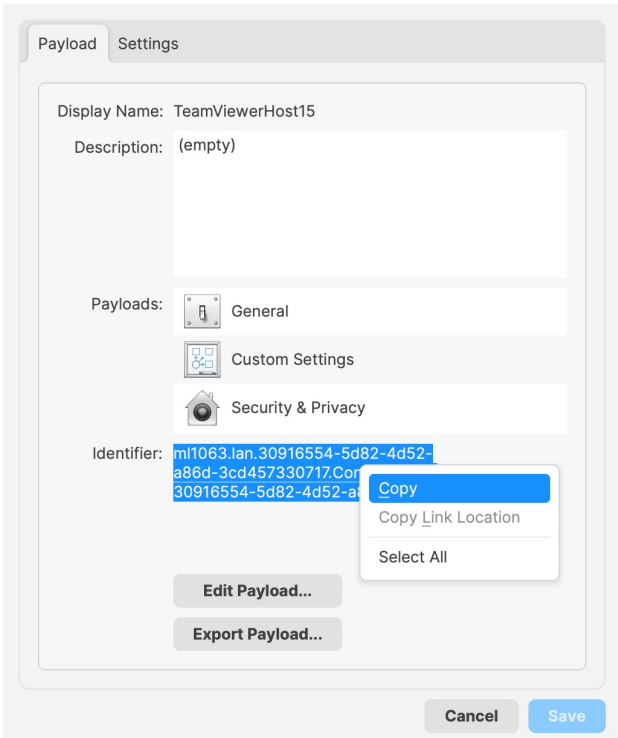 Payload Settings
Display Name: TeamViewerHost15
Description: (empty)
Payloads: General
Custom Settings
Security & Privacy
Identifier: ml1063.lan.30916554-5d82-4d52-
a86d-3cd457330717.Con
30916554-5d82-4d52-a8
Copy
Copy Link Location
Select All
Edit Payload...
Export Payload...
Cancel Save